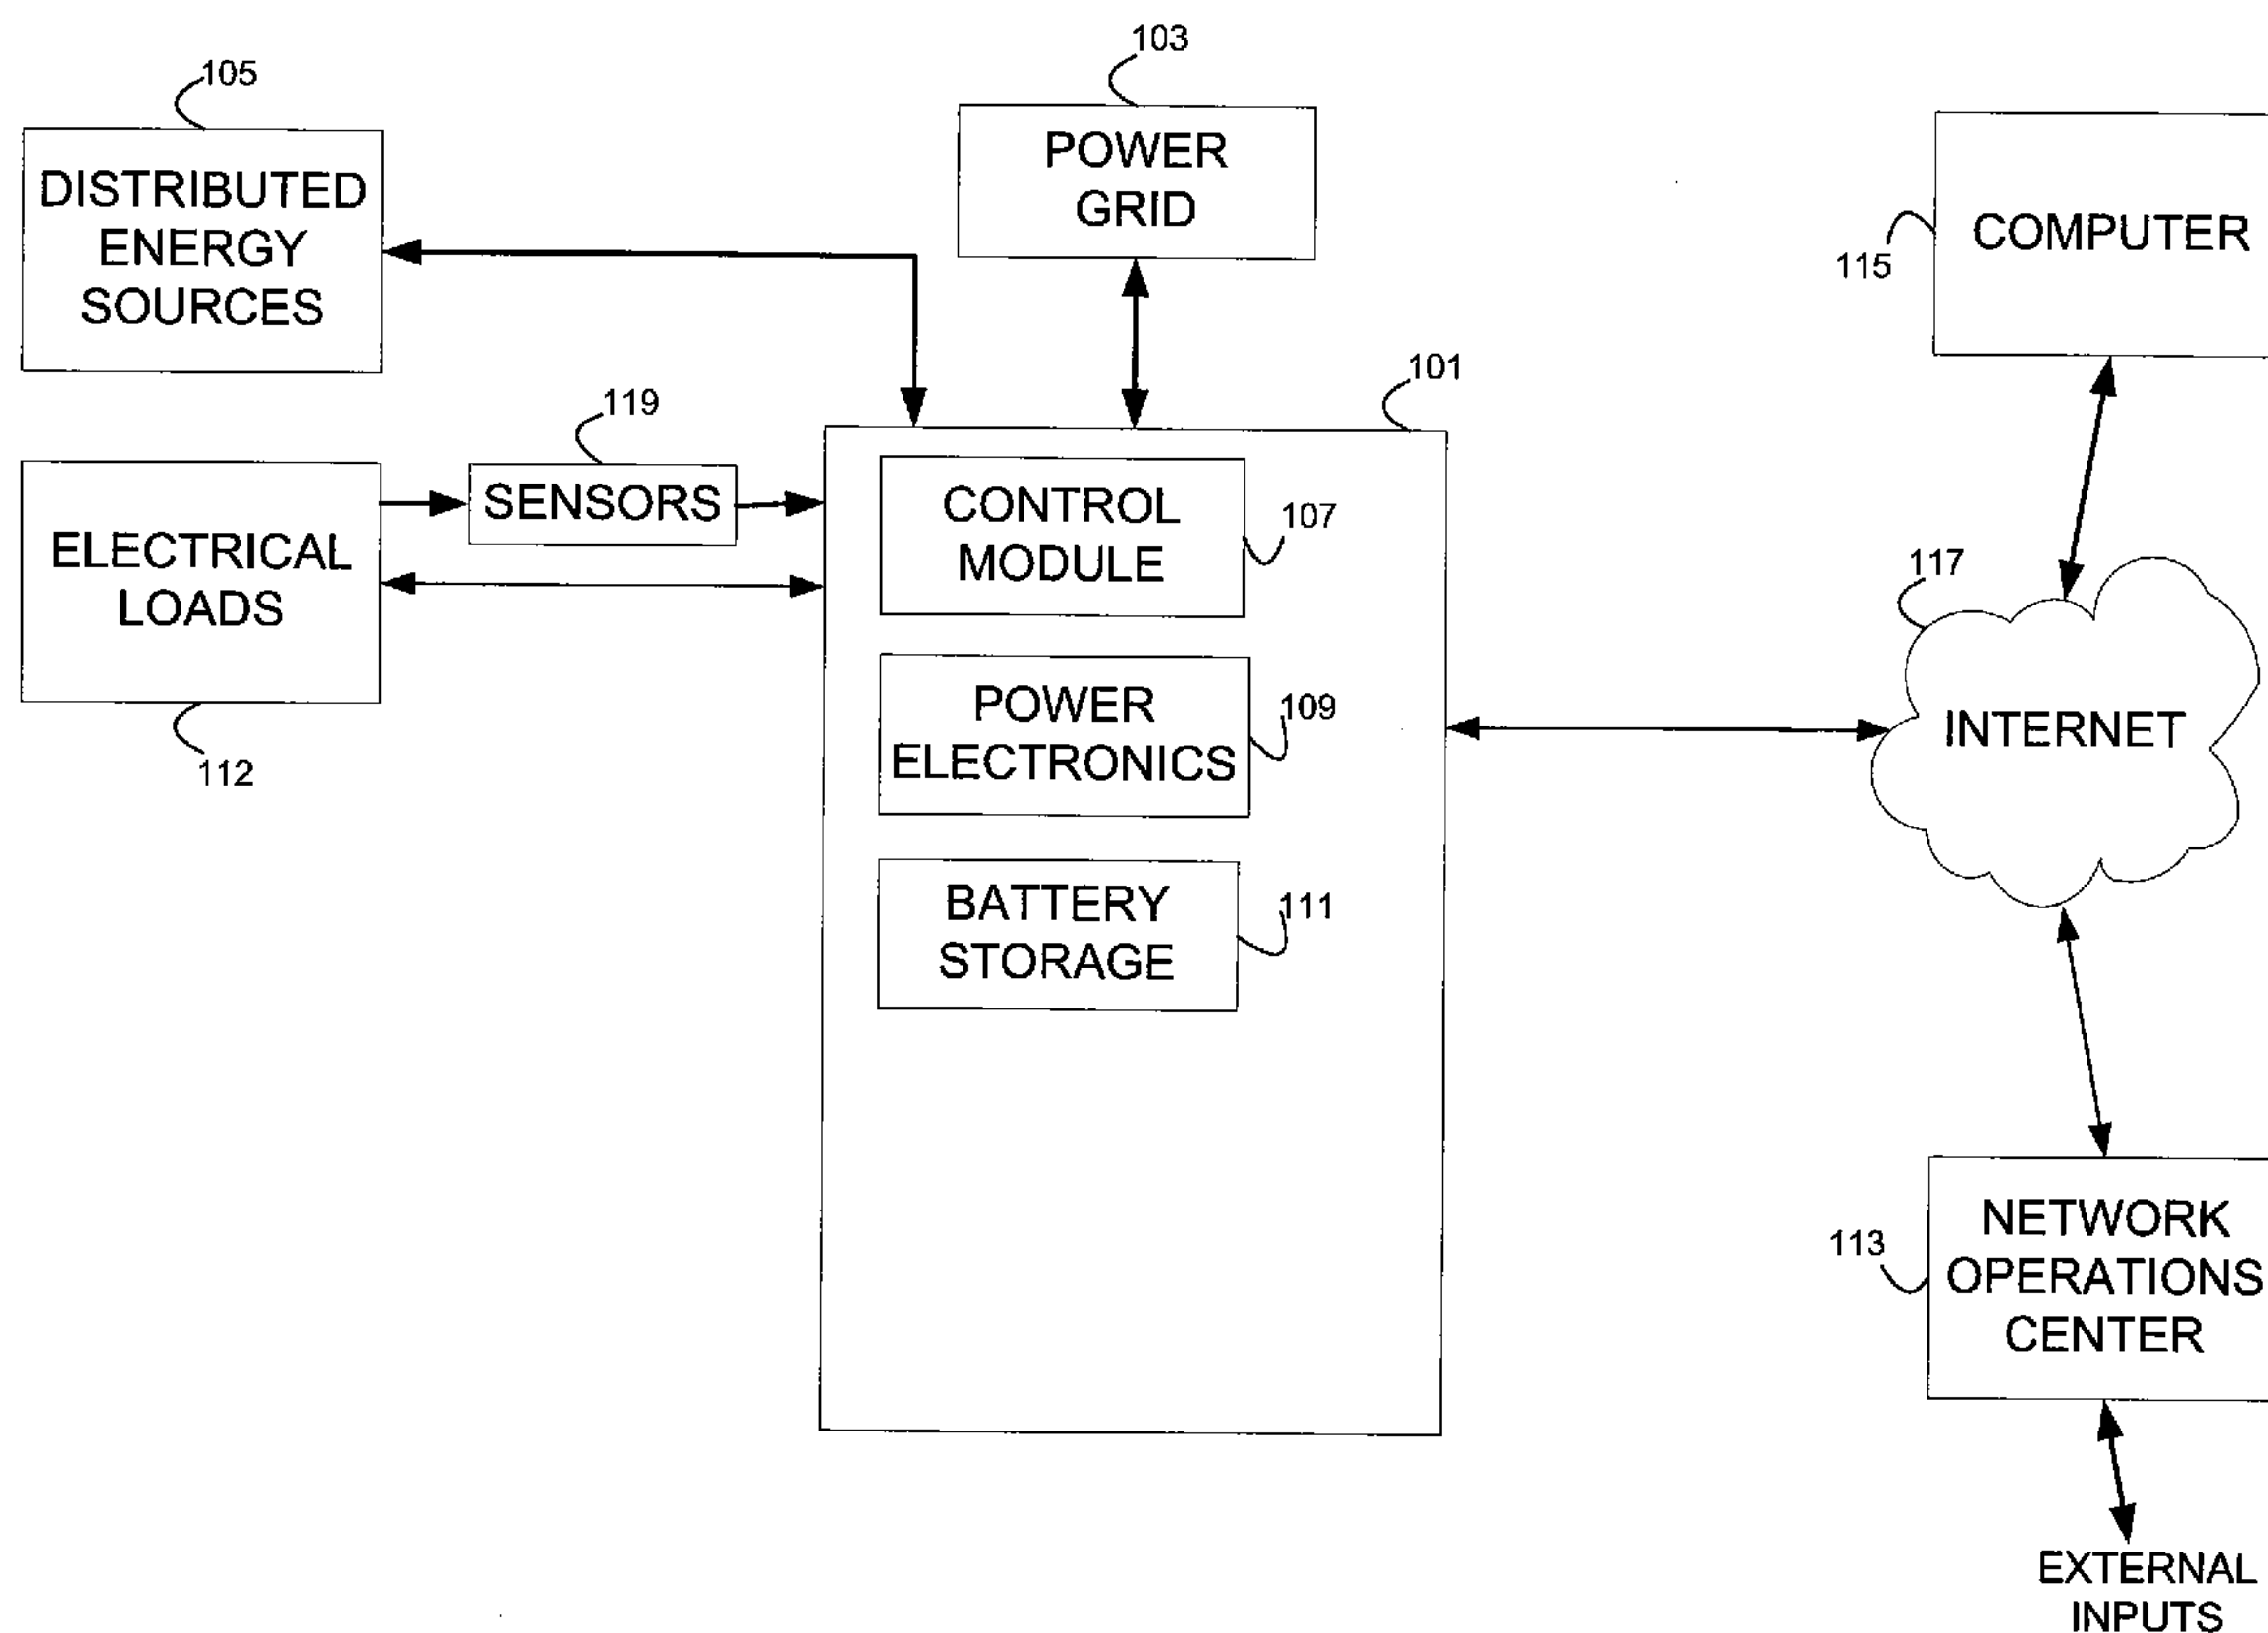 103
105
POWER
GRID
DISTRIBUTED
ENERGY
SOURCES
115
COMPUTER
101
119
SENSORS
ELECTRICAL
LOADS
112
CONTROL
MODULE
107
POWER
ELECTRONICS
109
BATTERY
STORAGE
111
117
INTERNET
113
NETWORK
OPERATIONS
CENTER
EXTERNAL
INPUTS